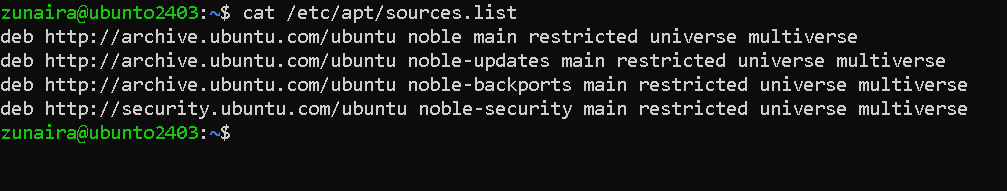 zunaira@ubunto2403:~$ cat /etc/apt/sources.list
deb http://archive.ubuntu.com/ubuntu noble main restricted universe multiverse
deb http://archive.ubuntu.com/ubuntu noble-updates main restricted universe multiverse
deb http://archive.ubuntu.com/ubuntu noble-backports main restricted universe multiverse
deb http://security.ubuntu.com/ubuntu noble-security main restricted universe multiverse
zunaira@ubunto2403:~$